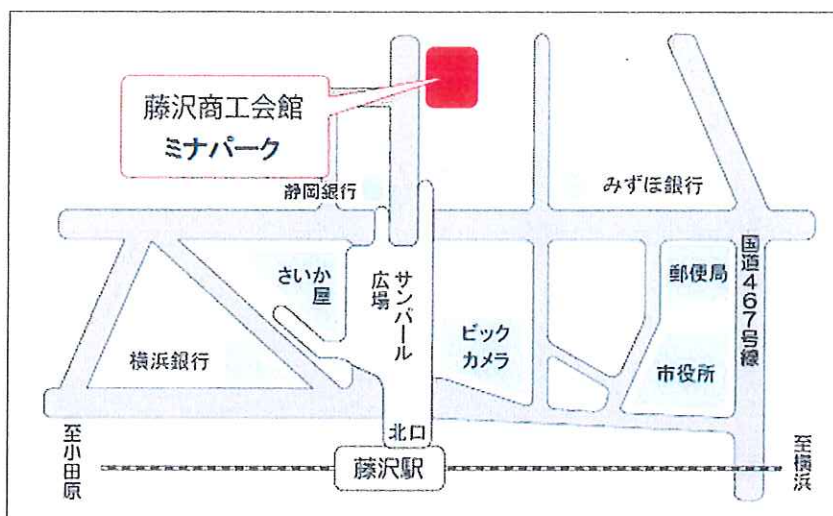 藤沢商工会館
ミナパーク
静岡銀行
みずほ銀行
さいか
屋
サンパール
広場
ビック
カメラ
郵便局
市役所
国道467号線
横浜銀行
北口
藤沢駅
至小田原
至横浜